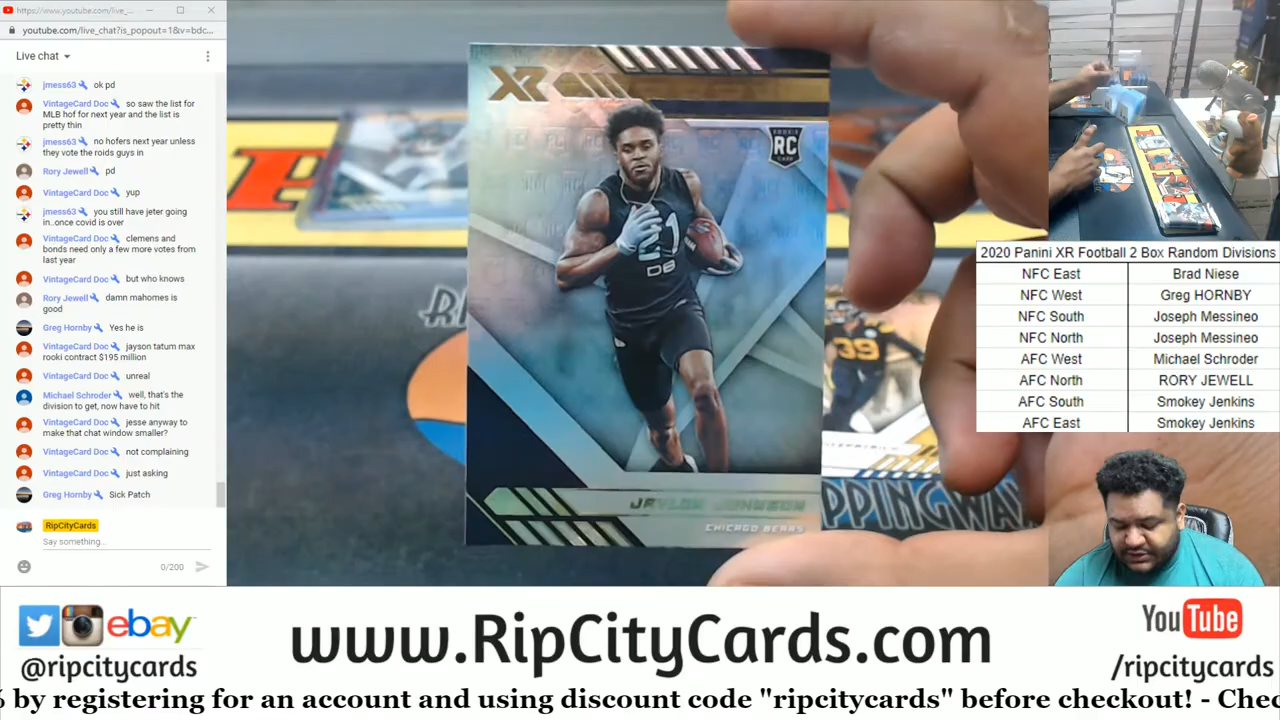 https://www.youtube.com/live_...
youtube.com/live_chat?is_popout=1&v=bdc...
Live chat
jmess63 ok pd
VintageCard Doc so saw the list for
MLB hof for next year and the list is
pretty thin
jmess63 no hofers next year unless
they vote the roids guys in
Rory Jewell pd
VintageCard Doc yup
jmess63 you still have jeter going
in..once covid is over
VintageCard Doc clemens and
bonds need only a few more votes from
last year
VintageCard Doc but who knows
Rory Jewell damn mahomes is
good
Greg Hornby Yes he is
VintageCard Doc jayson tatum max
rooki contract $195 million
VintageCard Doc unreal
Michael Schroder well, that's the
division to get, now have to hit
VintageCard Doc jesse anyway to
make that chat window smaller?
VintageCard Doc not complaining
VintageCard Doc just asking
Greg Hornby Sick Patch
RipCityCards
Say something...
0/200
XR
ROOKIE
RC
CARD
21
DB
JAYLON JOHNSON
CHICAGO BEARS
39
2020 Panini XR Football 2 Box Random Divisions
NFC East Brad Niese
NFC West Greg HORNBY
NFC South Joseph Messineo
NFC North Joseph Messineo
AFC West Michael Schroder
AFC North RORY JEWELL
AFC South Smokey Jenkins
AFC East Smokey Jenkins
ebay
@ripcitycards
www.RipCityCards.com
YouTube
/ripcitycards
% by registering for an account and using discount code "ripcitycards" before checkout! - Chec